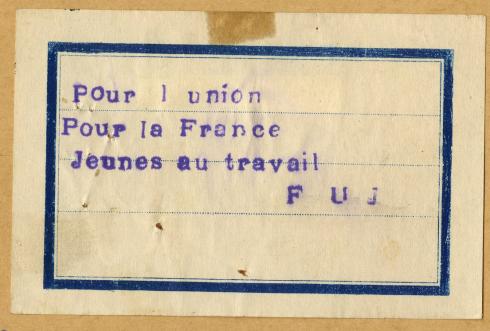 Pour l union
Pour la France
Jeunes au travail
F U J